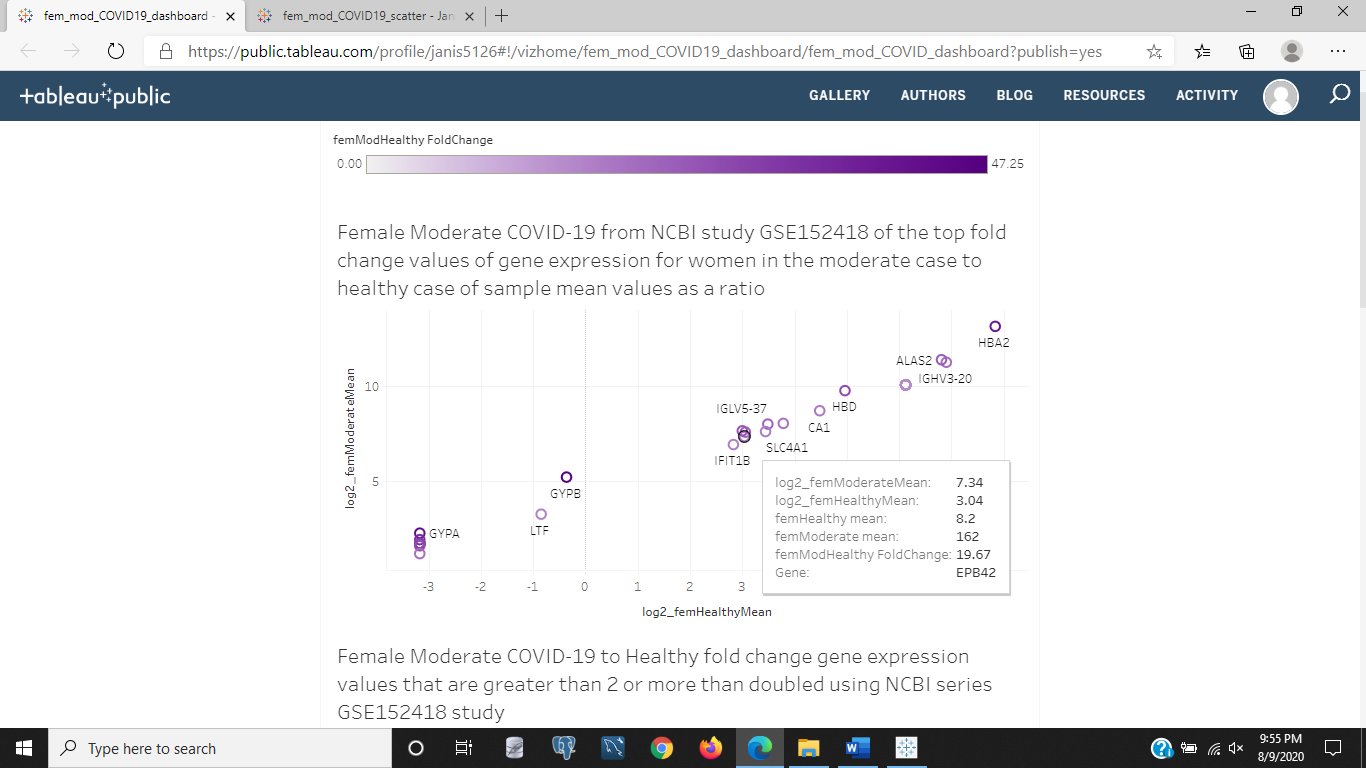 fem_mod_COVID19_dashboard -
fem_mod_COVID19_scatter - Jan
https://public.tableau.com/profile/janis5126#!/vizhome/fem_mod_COVID19_dashboard/fem_mod_COVID_dashboard?publish=yes
+ableau public
GALLERY AUTHORS BLOG RESOURCES ACTIVITY
femModHealthy FoldChange
0.00 47.25
Female Moderate COVID-19 from NCBI study GSE152418 of the top fold
change values of gene expression for women in the moderate case to
healthy case of sample mean values as a ratio
log2_femModerateMean
10
5
HBA2
ALAS2
IGHV3-20
IGLV5-37
HBD
CA1
SLC4A1
IFIT1B
GYPB
LTF
GYPA
log2_femModerateMean: 7.34
log2_femHealthyMean: 3.04
femHealthy mean: 8.2
femModerate mean: 162
femModHealthy FoldChange: 19.67
Gene: EPB42
-3 -2 -1 0 1 2 3
log2_femHealthyMean
Female Moderate COVID-19 to Healthy fold change gene expression
values that are greater than 2 or more than doubled using NCBI series
GSE152418 study
Type here to search
9:55 PM
8/9/2020